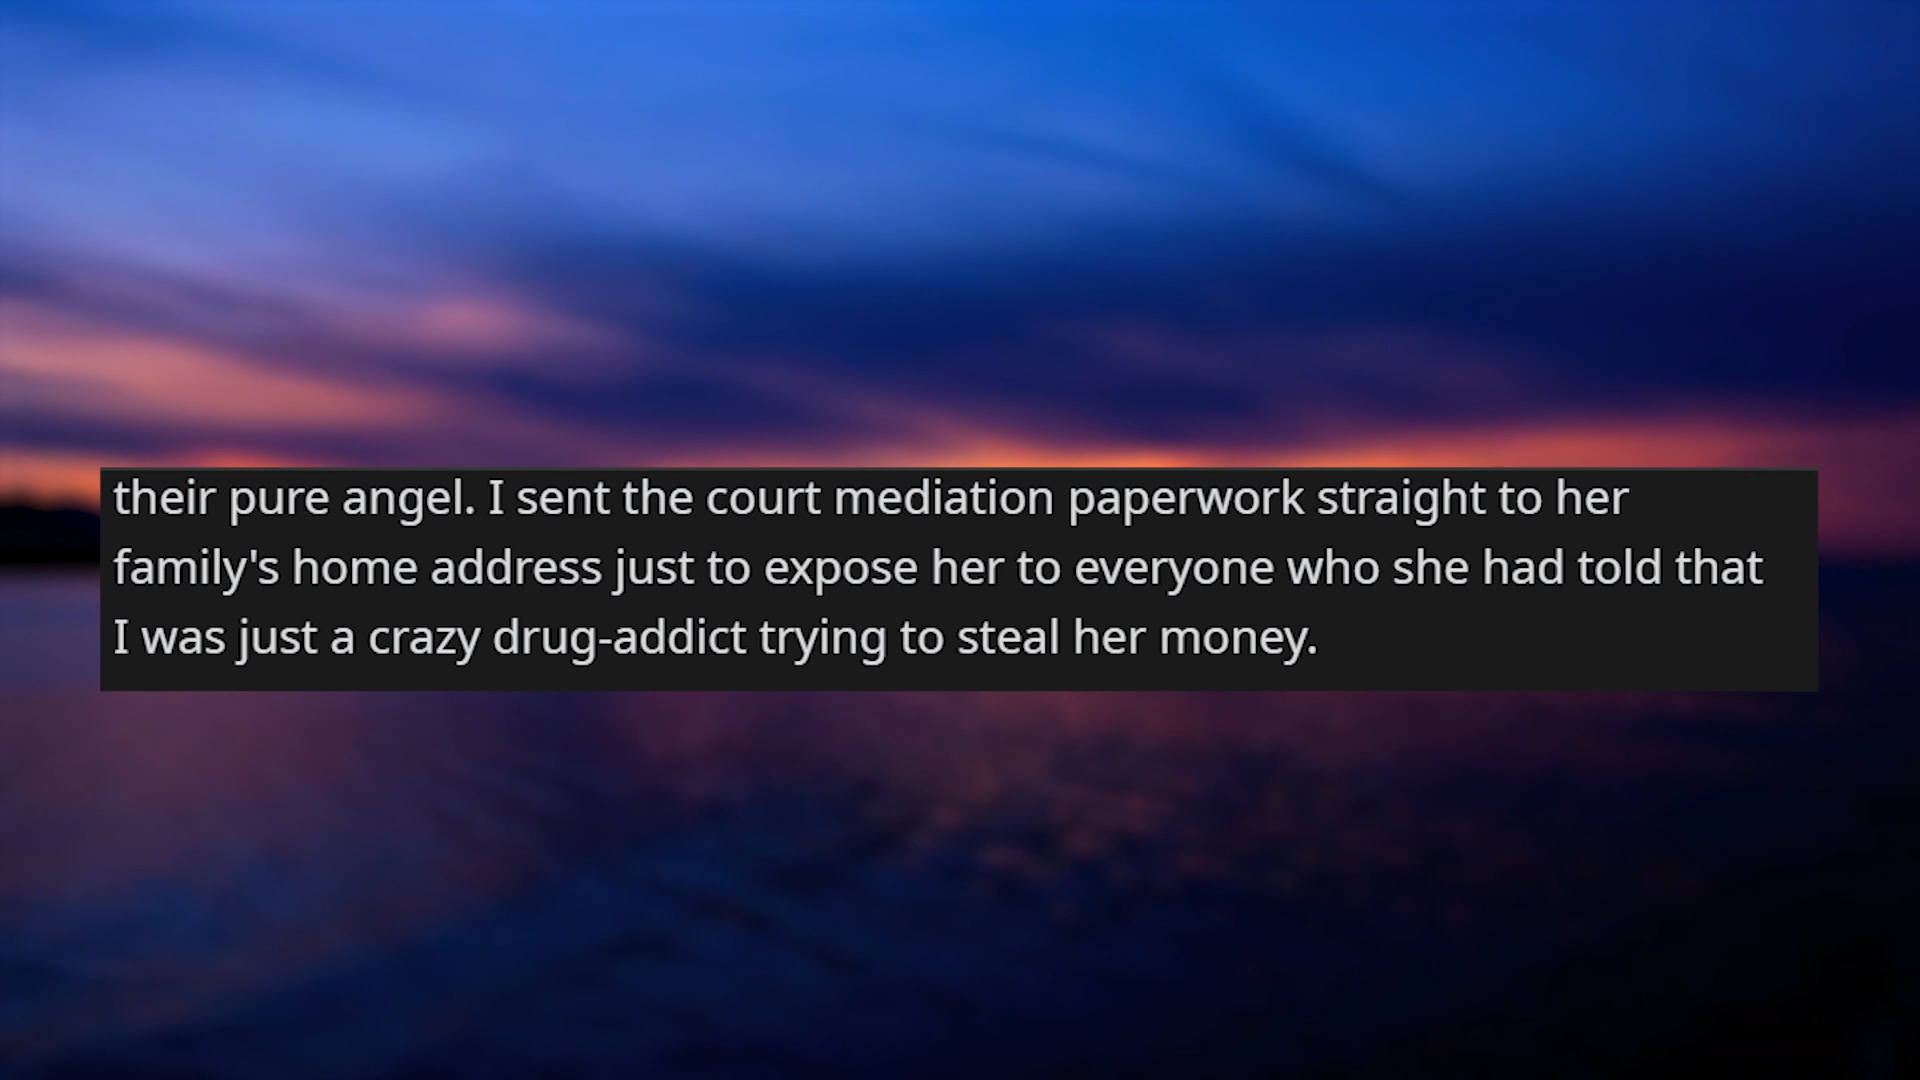 their pure angel. I sent the court mediation paperwork straight to her
family's home address just to expose her to everyone who she had told that
I was just a crazy drug-addict trying to steal her money.